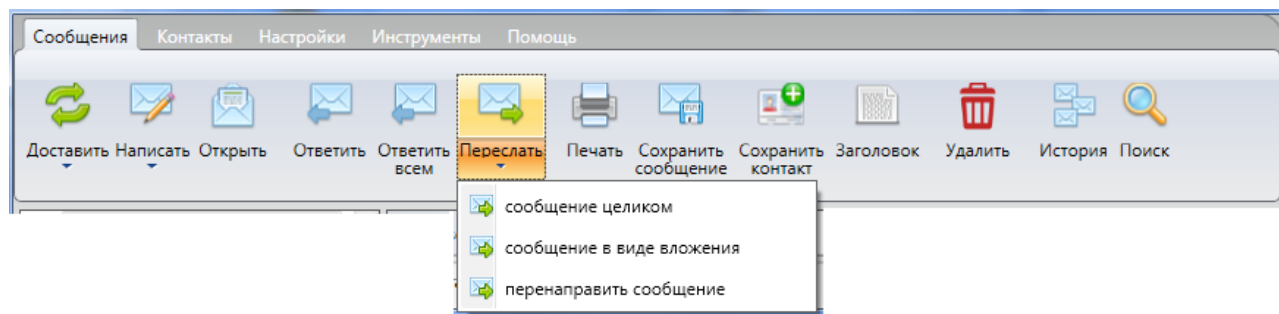 Сообщения Контакты Настройки Инструменты Помощь
Доставить Написать Открыть Ответить Ответить всем Переслать Печать Сохранить сообщение Сохранить контакт Заголовок Удалить История Поиск
сообщение целиком
сообщение в виде вложения
перенаправить сообщение